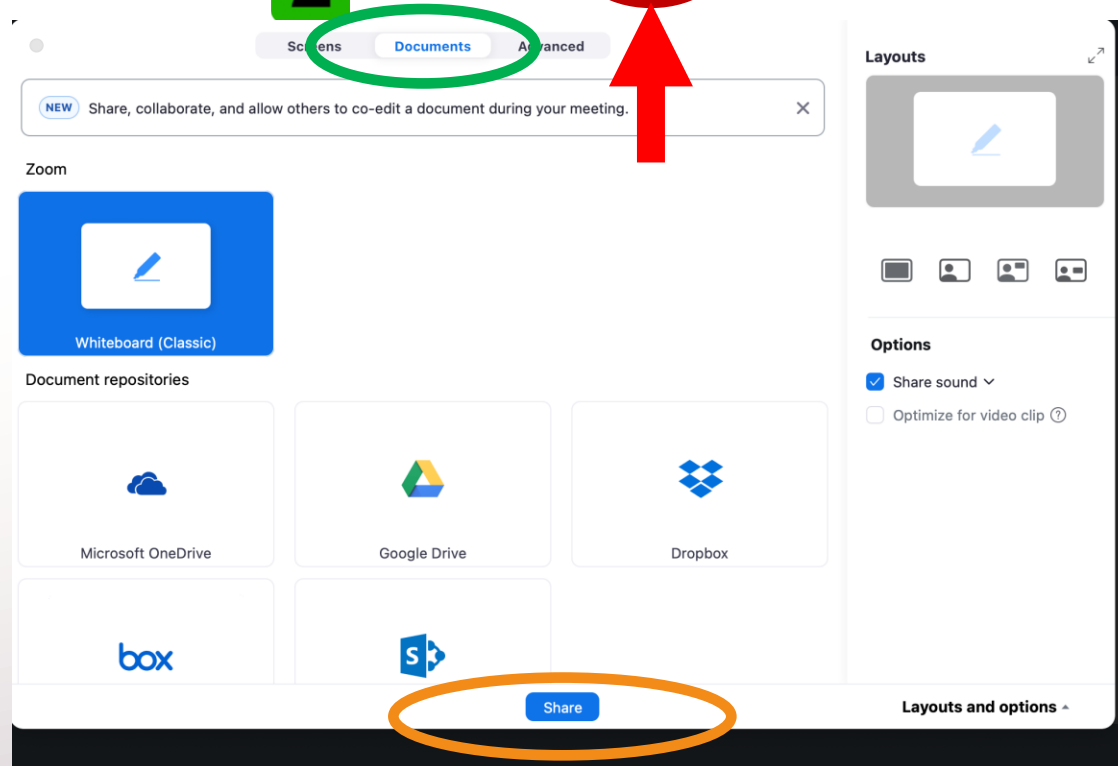 Screens Documents Advanced
NEW Share, collaborate, and allow others to co-edit a document during your meeting.
Zoom
Whiteboard (Classic)
Document repositories
Microsoft OneDrive Google Drive Dropbox
box S
Share
Layouts
Options
Share sound
Optimize for video clip ?
Layouts and options